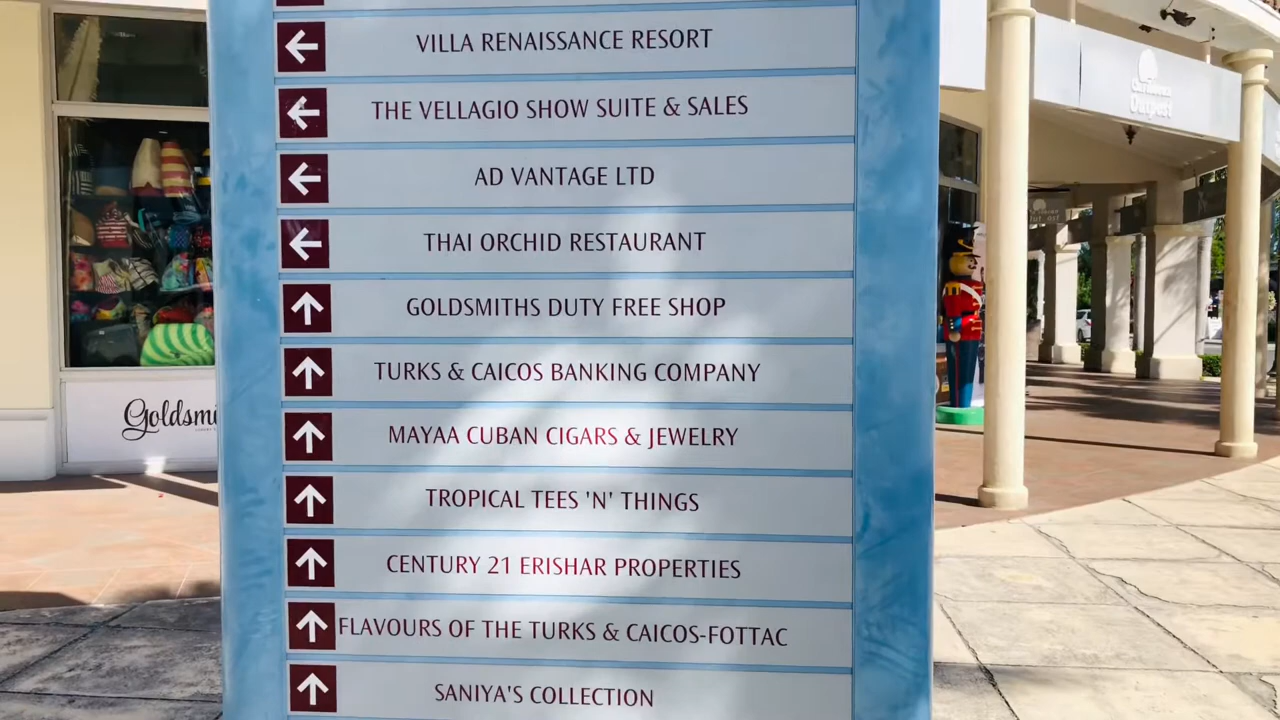 VILLA RENAISSANCE RESORT
THE VELLAGIO SHOW SUITE & SALES
AD VANTAGE LTD
THAI ORCHID RESTAURANT
GOLDSMITHS DUTY FREE SHOP
TURKS & CAICOS BANKING COMPANY
MAYAA CUBAN CIGARS & JEWELRY
TROPICAL TEES 'N' THINGS
CENTURY 21 ERISHAR PROPERTIES
FLAVOURS OF THE TURKS & CAICOS-FOTTAC
SANIYA'S COLLECTION
Goldsmi
Caribbean
Outpost